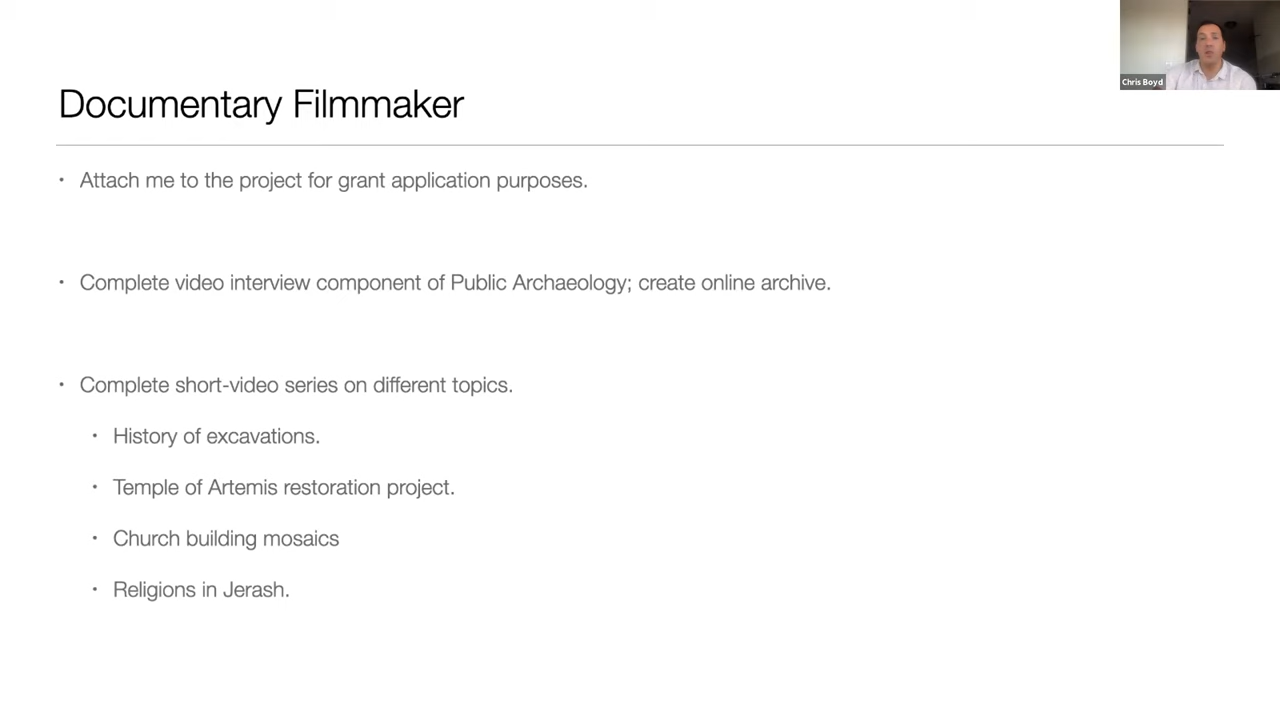 Chris Boyd
Documentary Filmmaker
• Attach me to the project for grant application purposes.
• Complete video interview component of Public Archaeology; create online archive.
• Complete short-video series on different topics.
• History of excavations.
• Temple of Artemis restoration project.
• Church building mosaics
• Religions in Jerash.